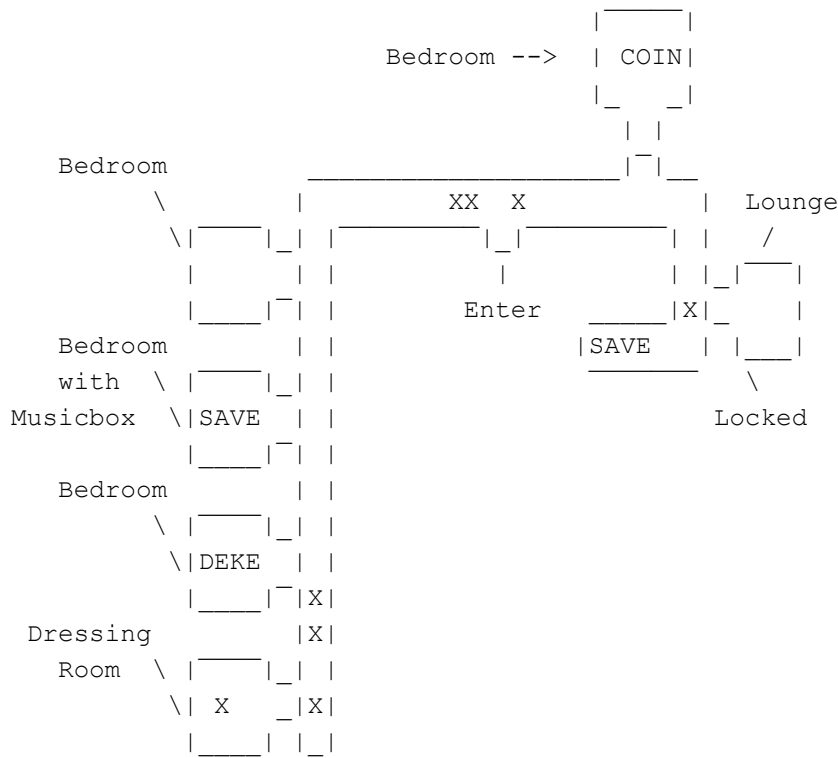 Bedroom --> COIN
Bedroom
XX X
Lounge
Enter
X
Bedroom
SAVE
with
Musicbox
SAVE
Locked
Bedroom
DEKE
X
Dressing
X
Room
X
X